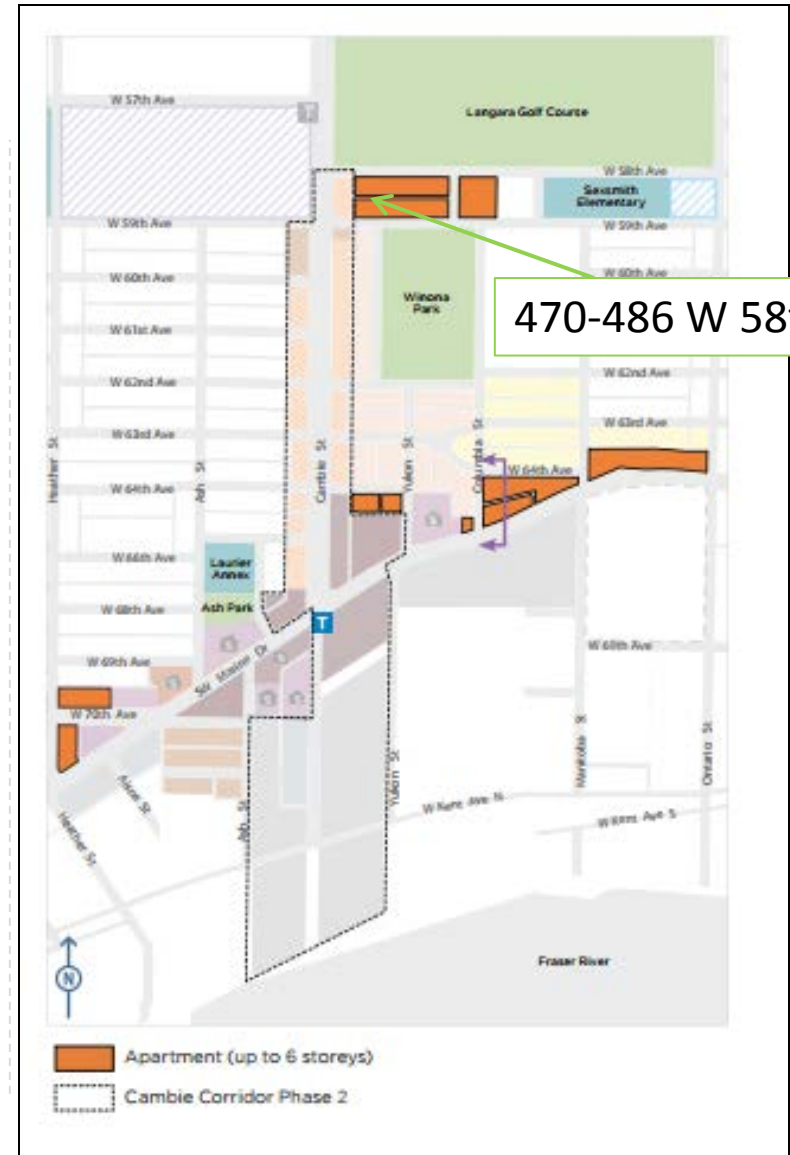 W 57th Ave
T
Langara Golf Course
W 58th Ave
Sexsmith
Elementary
W 59th Ave
W 59th Ave
W 60th Ave
W 60th Ave
Winona
Park
470-486 W 58
W 61st Ave
W 62nd Ave
W 62nd Ave
W 63rd Ave
W 63rd Ave
Heather St
Ash St
Cambie St
Yukon St
Columbia St
W 64th Ave
W 64th Ave
W 66th Ave
Laurier
Annex
W 68th Ave
Ash Park
T
SW Marine Dr
W 69th Ave
W 69th Ave
W 70th Ave
Ash St
Yukon St
Manitoba St
Ontario St
W Kent Ave N
W Kent Ave S
Heather St
N
Fraser River
Apartment (up to 6 storeys)
Cambie Corridor Phase 2